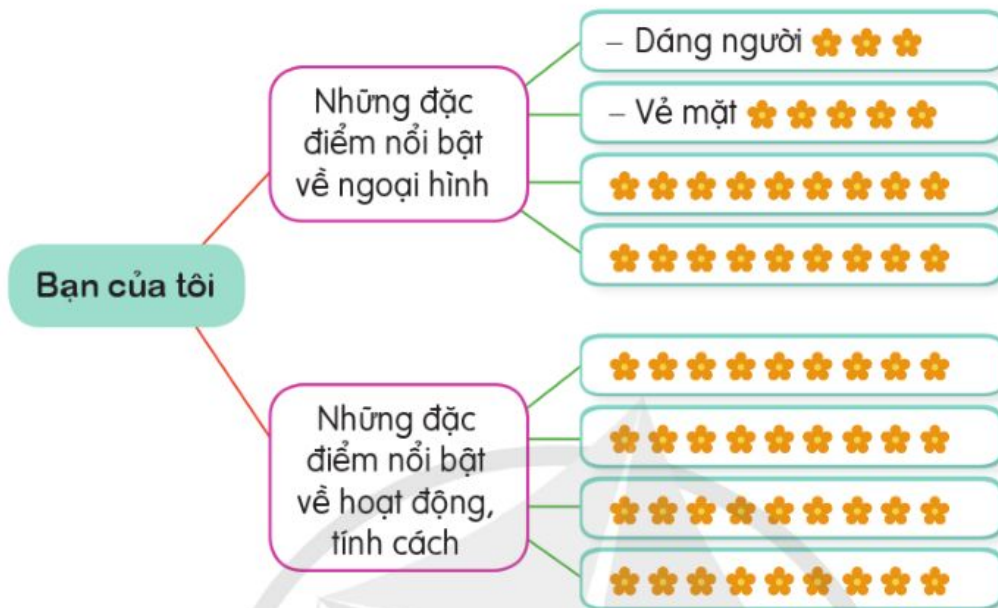 Bạn của tôi
Những đặc
điểm nổi bật
về ngoại hình
– Dáng người
– Vẻ mặt
Những đặc
điểm nổi bật
về hoạt động,
tính cách